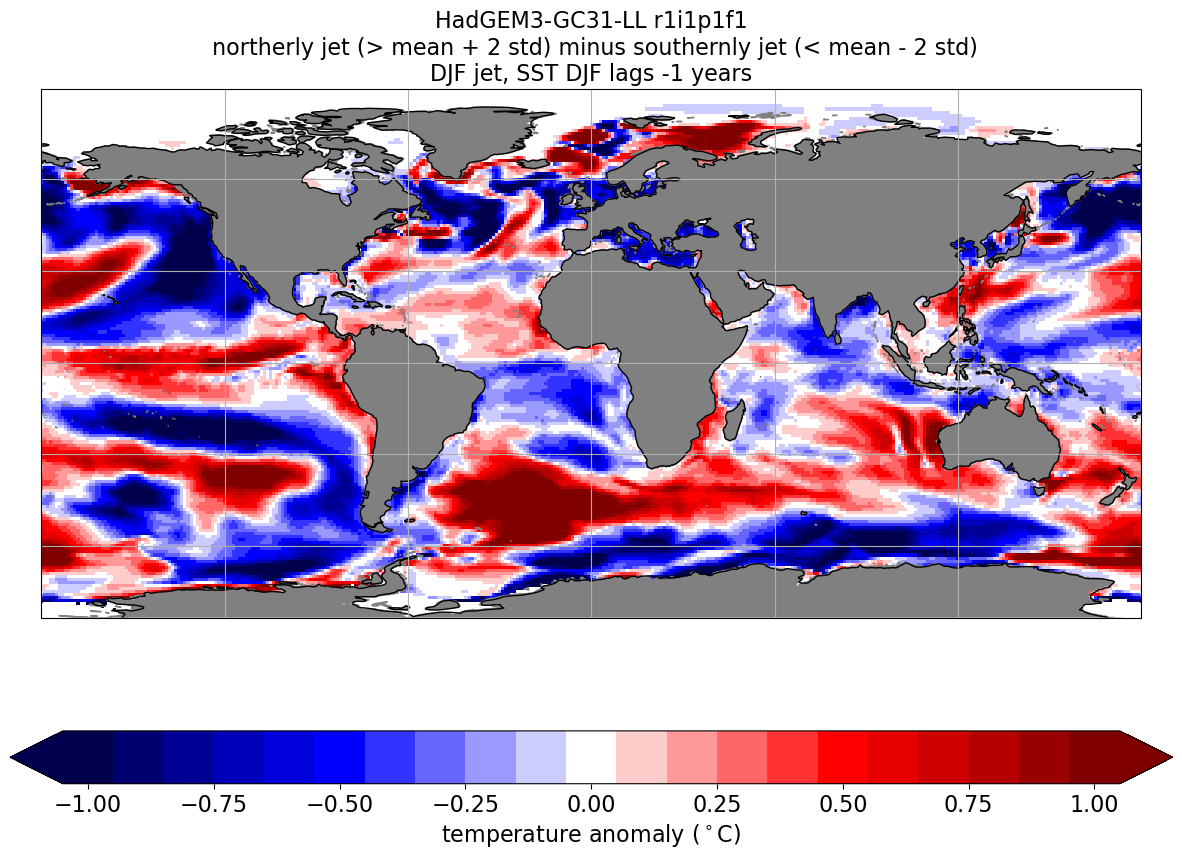 HadGEM3-GC31-LL r1i1p1f1
northerly jet (> mean + 2 std) minus southernly jet (< mean - 2 std)
DJF jet, SST DJF lags -1 years
−1.00 −0.75 −0.50 −0.25 0.00 0.25 0.50 0.75 1.00
temperature anomaly (°C)